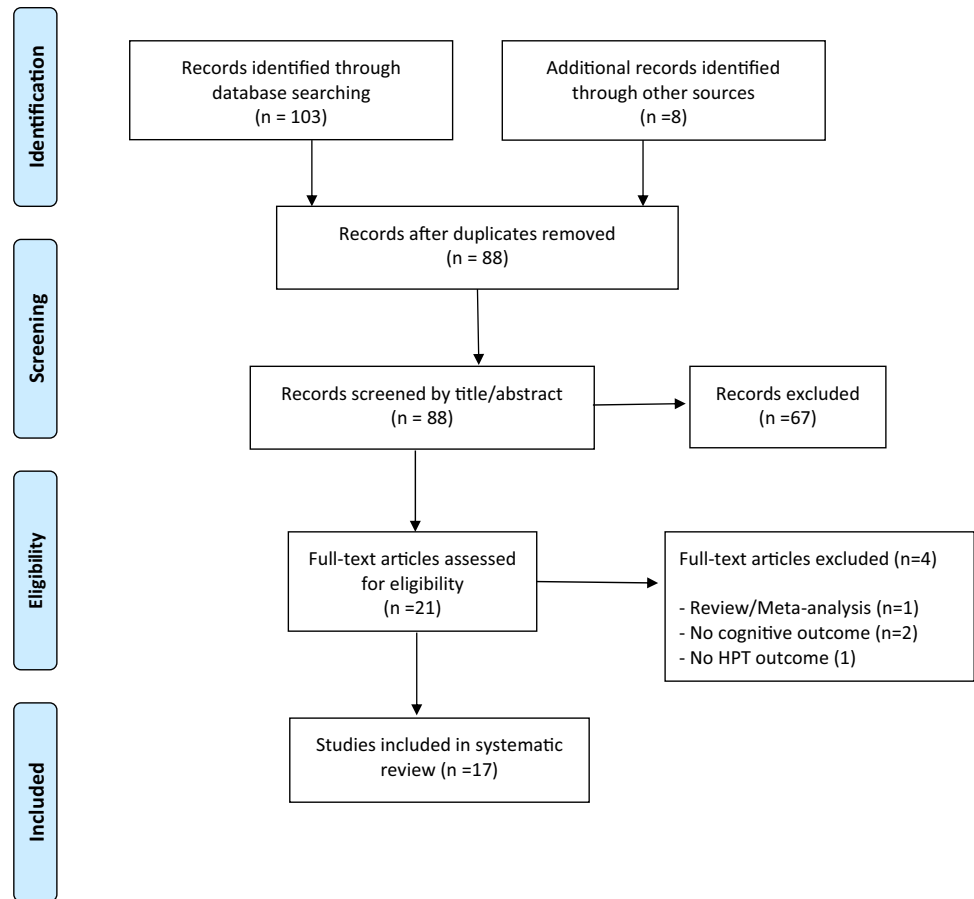 Identification
Records identified through
database searching
(n = 103)
Additional records identified
through other sources
(n =8)
Records after duplicates removed
(n = 88)
Screening
Records screened by title/abstract
(n = 88)
Records excluded
(n =67)
Eligibility
Full-text articles assessed
for eligibility
(n =21)
Full-text articles excluded (n=4)
- Review/Meta-analysis (n=1)
- No cognitive outcome (n=2)
- No HPT outcome (1)
Included
Studies included in systematic
review (n =17)